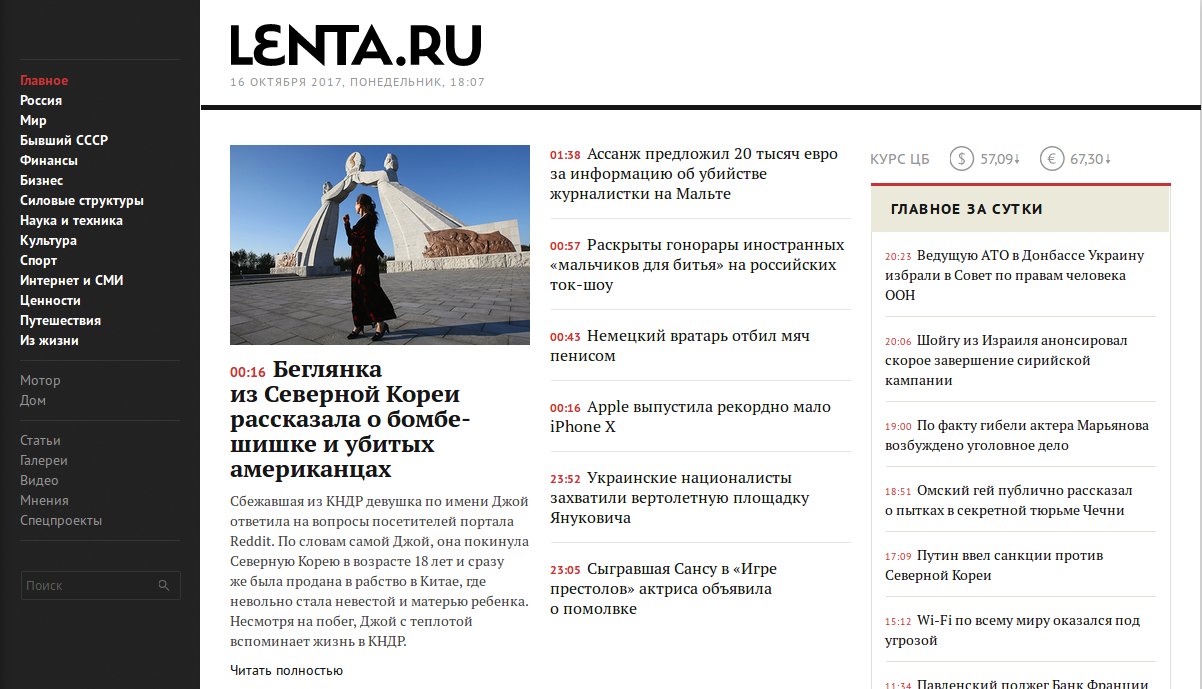 LENTA.RU
16 ОКТЯБРЯ 2017, ПОНЕДЕЛЬНИК, 18:07
Главное
Россия
Мир
Бывший СССР
Финансы
Бизнес
Силовые структуры
Наука и техника
Культура
Спорт
Интернет и СМИ
Ценности
Путешествия
Из жизни
Мотор
Дом
Статьи
Галереи
Видео
Мнения
Спецпроекты
Поиск
00:16 Беглянка
из Северной Кореи
рассказала о бомбе-
шишке и убитых
американцах
Сбежавшая из КНДР девушка по имени Джой
ответила на вопросы посетителей портала
Reddit. По словам самой Джой, она покинула
Северную Корею в возрасте 18 лет и сразу
же была продана в рабство в Китае, где
невольно стала невестой и матерью ребенка.
Несмотря на побег, Джой с теплотой
вспоминает жизнь в КНДР.
Читать полностью
01:38 Ассанж предложил 20 тысяч евро
за информацию об убийстве
журналистки на Мальте
00:57 Раскрыты гонорары иностранных
«мальчиков для битья» на российских
ток-шоу
00:43 Немецкий вратарь отбил мяч
пенисом
00:16 Apple выпустила рекордно мало
iPhone X
23:52 Украинские националисты
захватили вертолетную площадку
Януковича
23:05 Сыгравшая Сансу в «Игре
престолов» актриса объявила
о помолвке
КУРС ЦБ $ 57,09↓ € 67,30↓
ГЛАВНОЕ ЗА СУТКИ
20:23 Ведущую АТО в Донбассе Украину
избрали в Совет по правам человека
ООН
20:06 Шойгу из Израиля анонсировал
скорое завершение сирийской
кампании
19:00 По факту гибели актера Марьянова
возбуждено уголовное дело
18:51 Омский гей публично рассказал
о пытках в секретной тюрьме Чечни
17:09 Путин ввел санкции против
Северной Кореи
15:12 Wi-Fi по всему миру оказался под
угрозой
11:34 Павленский поджег Банк Франции